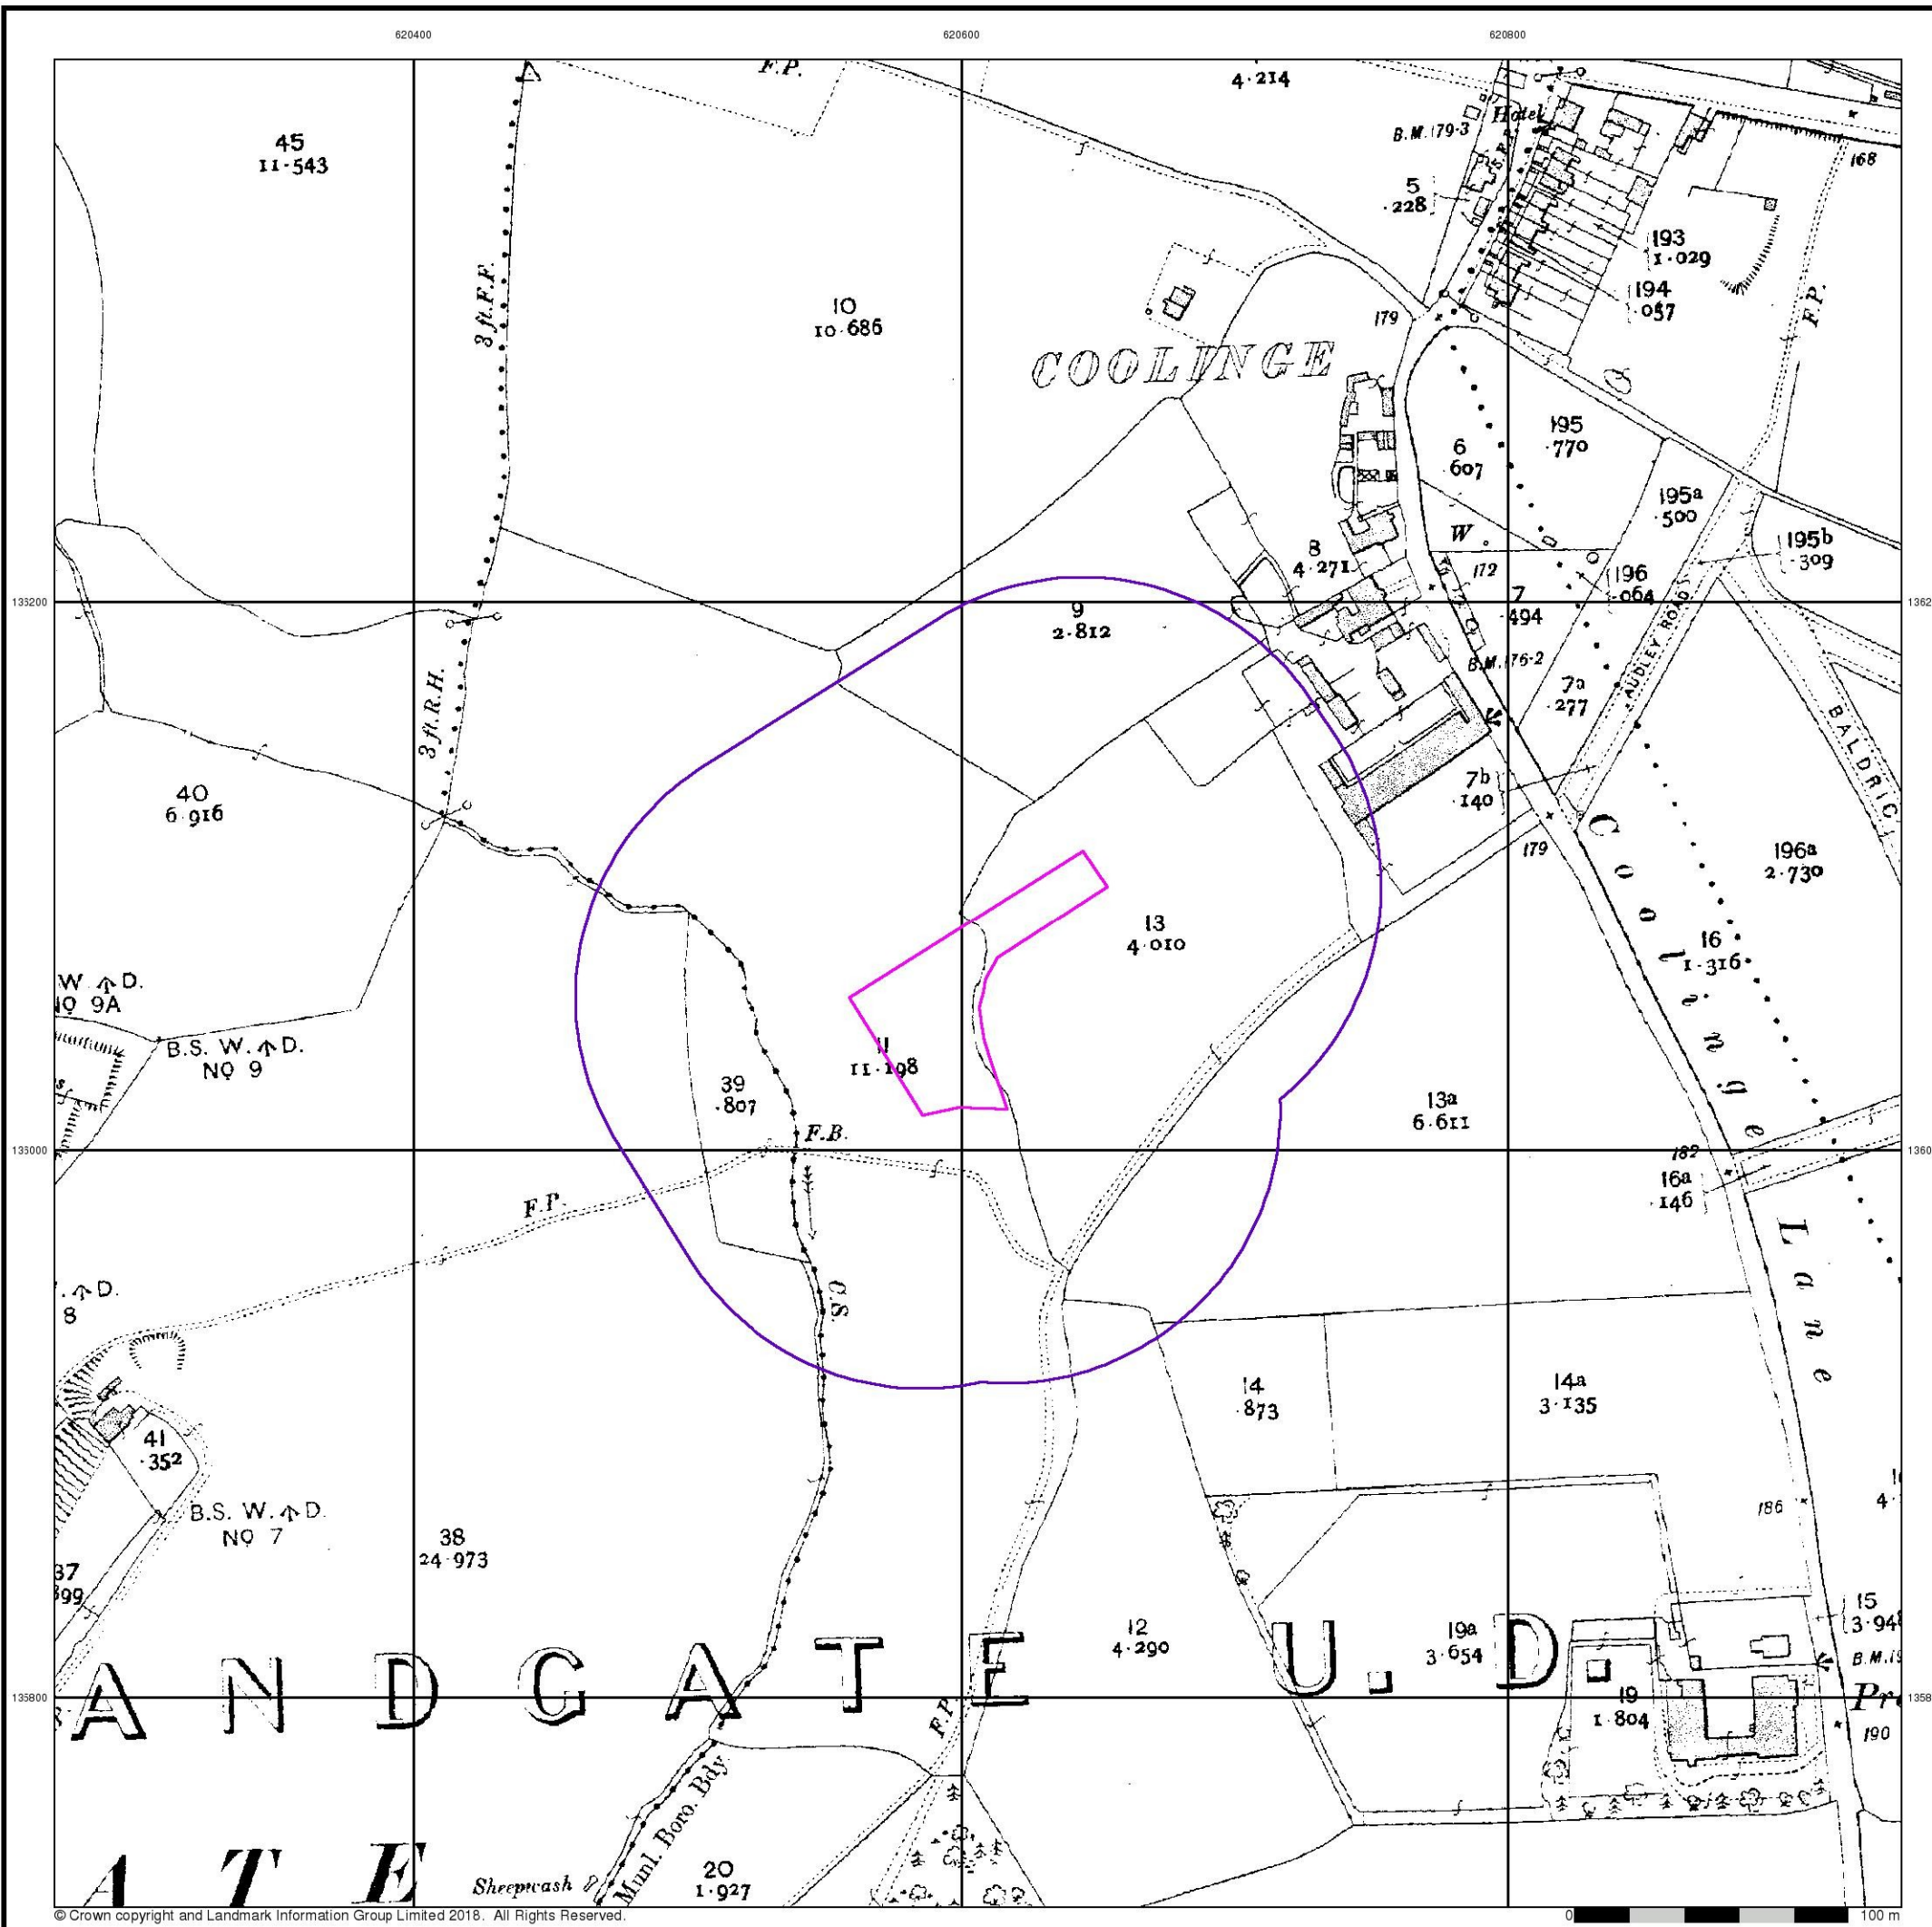 620400
620600
620800
F.P.
4·214
45
11·543
B.M.179·3
Hotel
168
5
·228
3 ft.F.F.
193
1·029
194
·057
F.P.
10
10·686
179
COOLINGE
6
·607
195
·770
195a
·500
W
8
4·271
172
195b
·309
196
·064
135200
9
2·812
7
·494
AUDLEY ROAD
B.M.176·2
3 ft.R.H.
7a
·277
BALDRIC
40
6·916
7b
·140
179
196a
2·730
Coolinge Lane
13
4·010
16
1·316
W. D.
NO 9A
B.S. W. D.
NO 9
11
11·198
39
·807
13a
6·611
F.B.
135000
182
16a
·146
F.P.
. D.
8
C.S.
14
·873
14a
3·135
41
·352
B.S. W. D.
NO 7
186
38
24·973
37
12
4·290
19a
3·654
15
3·94
ANDGATE U.D.
B.M.19
135800
F.P.
19
1·804
190
Munl. Boro. Bdy
ATE
Sheepwash
20
1·927
© Crown copyright and Landmark Information Group Limited 2018. All Rights Reserved.
0
100 m